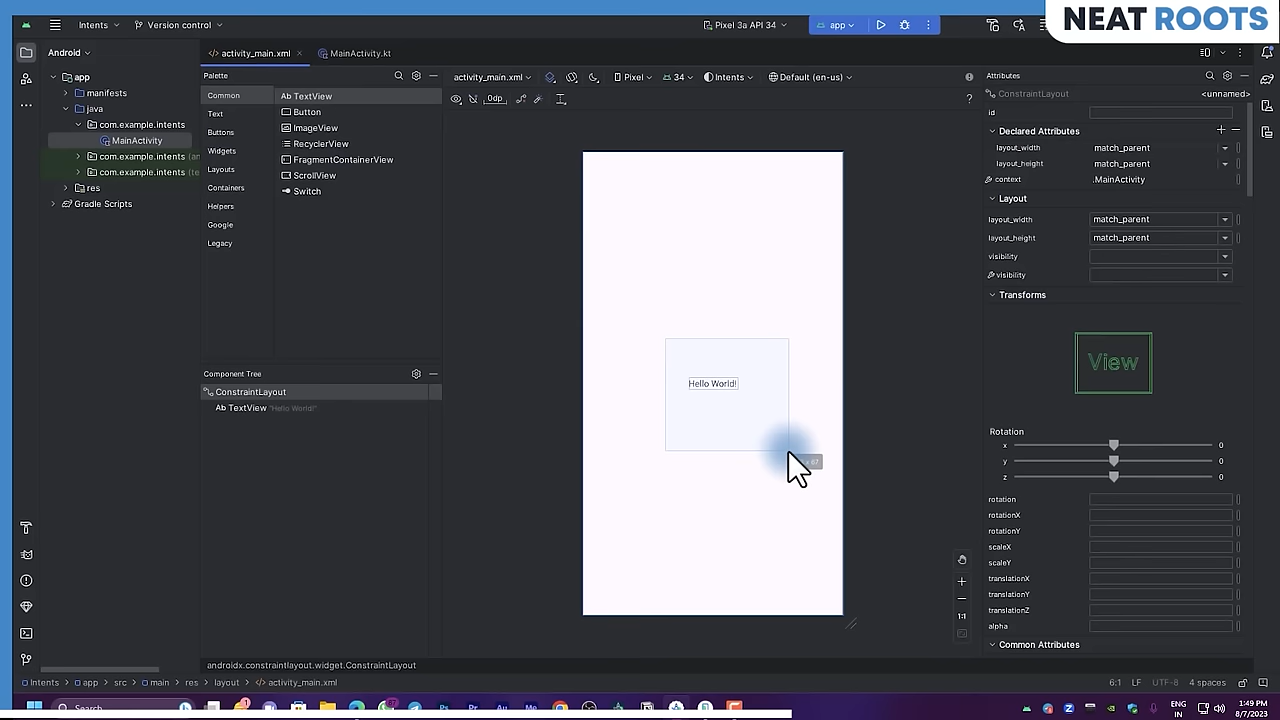 NEAT ROOTS
Intents
Version control
Pixel 3a API 34
app
Android
activity_main.xml
MainActivity.kt
app
manifests
java
com.example.intents
MainActivity
com.example.intents
com.example.intents
res
Gradle Scripts
Palette
Common
Text
Buttons
Widgets
Layouts
Containers
Helpers
Google
Legacy
Ab TextView
Button
ImageView
RecyclerView
FragmentContainerView
ScrollView
Switch
Component Tree
ConstraintLayout
Ab TextView "Hello World!"
activity_main.xml
Pixel
34
Intents
Default (en-us)
0dp
?
Hello World!
1:1
Attributes
ConstraintLayout
<unnamed>
id
Declared Attributes
layout_width match_parent
layout_height match_parent
context .MainActivity
Layout
layout_width match_parent
layout_height match_parent
visibility
visibility
Transforms
View
Rotation
x 0
y 0
z 0
rotation
rotationX
rotationY
scaleX
scaleY
translationX
translationY
translationZ
alpha
Common Attributes
androidx.constraintlayout.widget.ConstraintLayout
Intents > app > src > main > res > layout > activity_main.xml
6:1 LF UTF-8 4 spaces
Search
ENG
IN
1:49 PM
8/7/2023